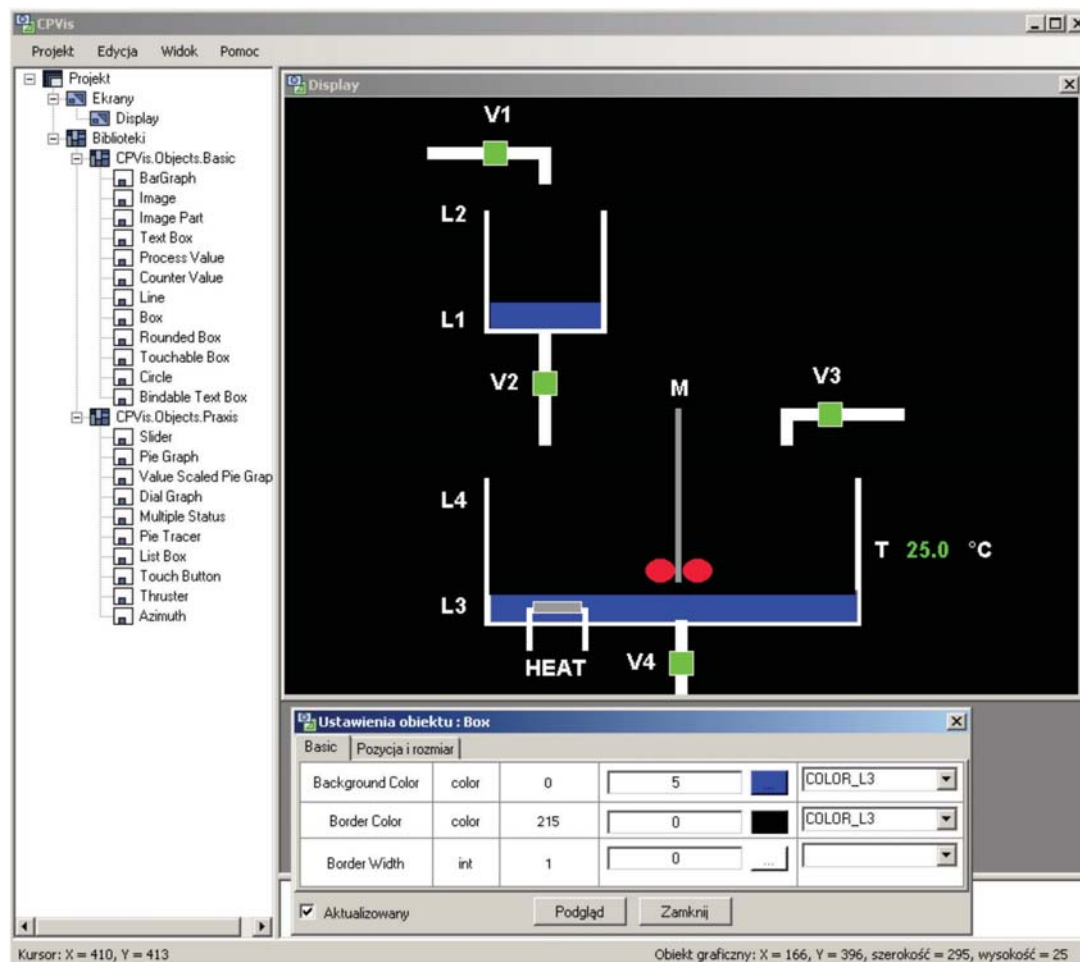 CPVis
Projekt Edycja Widok Pomoc
Projekt
Ekrany
Display
Biblioteki
CPVis.Objects.Basic
BarGraph
Image
Image Part
Text Box
Process Value
Counter Value
Line
Box
Rounded Box
Touchable Box
Circle
Bindable Text Box
CPVis.Objects.Praxis
Slider
Pie Graph
Value Scaled Pie Grap
Dial Graph
Multiple Status
Pie Tracer
List Box
Touch Button
Thruster
Azimuth
Display
V1
L2
L1
V2
M
V3
L4
T 25.0 °C
L3
HEAT
V4
Ustawienia obiektu : Box
Basic Pozycja i rozmiar
Background Color color 0 5 ... COLOR_L3
Border Color color 215 0 COLOR_L3
Border Width int 1 0 ...
Aktualizowany Podgląd Zamknij
Kursor: X = 410, Y = 413 Obiekt graficzny: X = 166, Y = 396, szerokość = 295, wysokość = 25